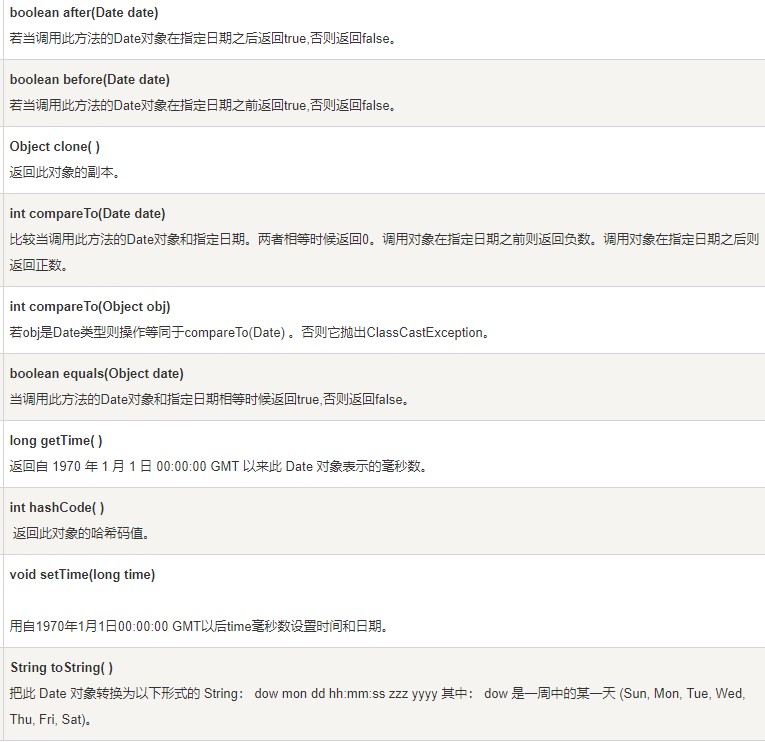 boolean after(Date date)
若当调用此方法的Date对象在指定日期之后返回true,否则返回false。
boolean before(Date date)
若当调用此方法的Date对象在指定日期之前返回true,否则返回false。
Object clone( )
返回此对象的副本。
int compareTo(Date date)
比较当调用此方法的Date对象和指定日期。两者相等时候返回0。调用对象在指定日期之前则返回负数。调用对象在指定日期之后则
返回正数。
int compareTo(Object obj)
若obj是Date类型则操作等同于compareTo(Date) 。否则它抛出ClassCastException。
boolean equals(Object date)
当调用此方法的Date对象和指定日期相等时候返回true,否则返回false。
long getTime( )
返回自 1970 年 1 月 1 日 00:00:00 GMT 以来此 Date 对象表示的毫秒数。
int hashCode( )
返回此对象的哈希码值。
void setTime(long time)
用自1970年1月1日00:00:00 GMT以后time毫秒数设置时间和日期。
String toString( )
把此 Date 对象转换为以下形式的 String： dow mon dd hh:mm:ss zzz yyyy 其中： dow 是一周中的某一天 (Sun, Mon, Tue, Wed,
Thu, Fri, Sat)。